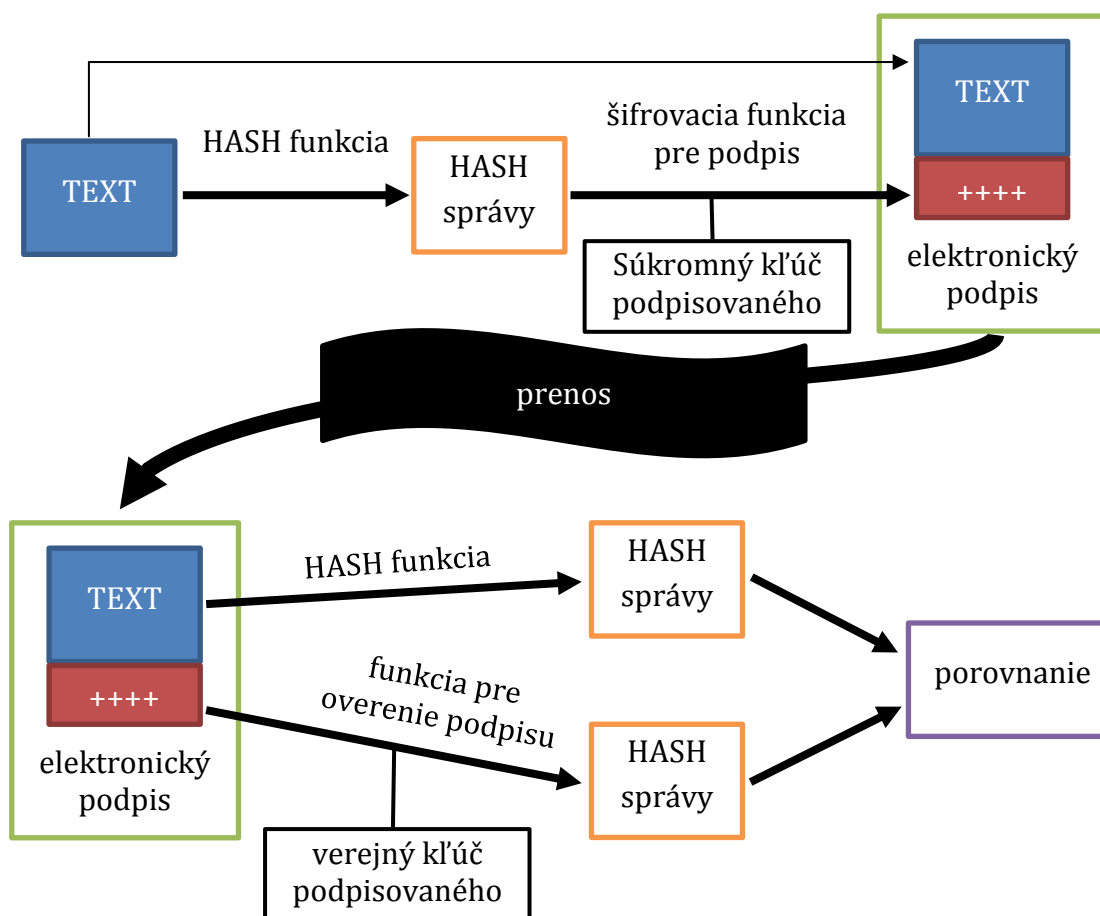 TEXT
HASH funkcia
HASH
správy
šifrovacia funkcia
pre podpis
Súkromný kľúč
podpisovaného
TEXT
++++
elektronický
podpis
prenos
TEXT
++++
elektronický
podpis
HASH funkcia
HASH
správy
funkcia pre
overenie podpisu
verejný kľúč
podpisovaného
HASH
správy
porovnanie